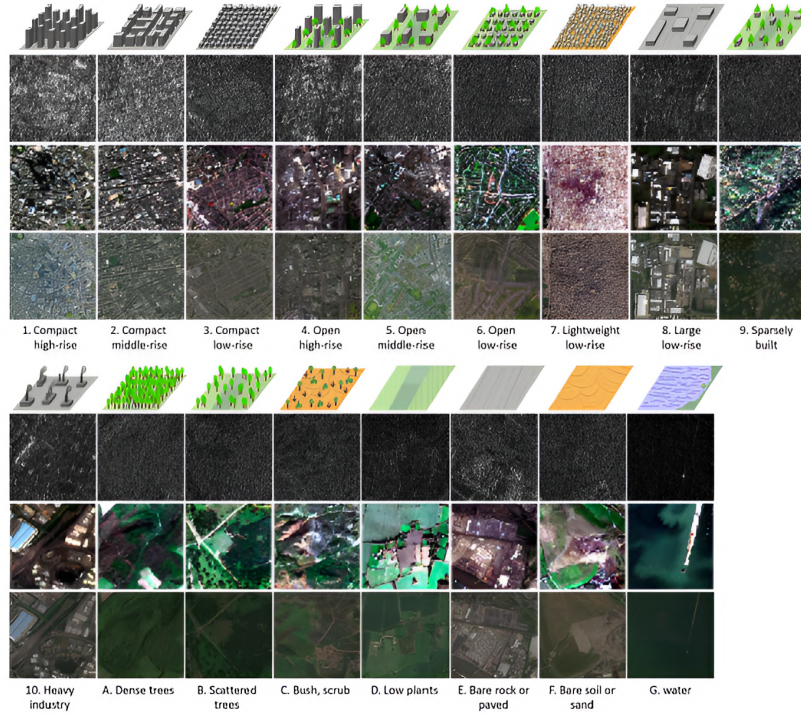 1. Compact high-rise
2. Compact middle-rise
3. Compact low-rise
4. Open high-rise
5. Open middle-rise
6. Open low-rise
7. Lightweight low-rise
8. Large low-rise
9. Sparsely built
10. Heavy industry
A. Dense trees
B. Scattered trees
C. Bush, scrub
D. Low plants
E. Bare rock or paved
F. Bare soil or sand
G. water